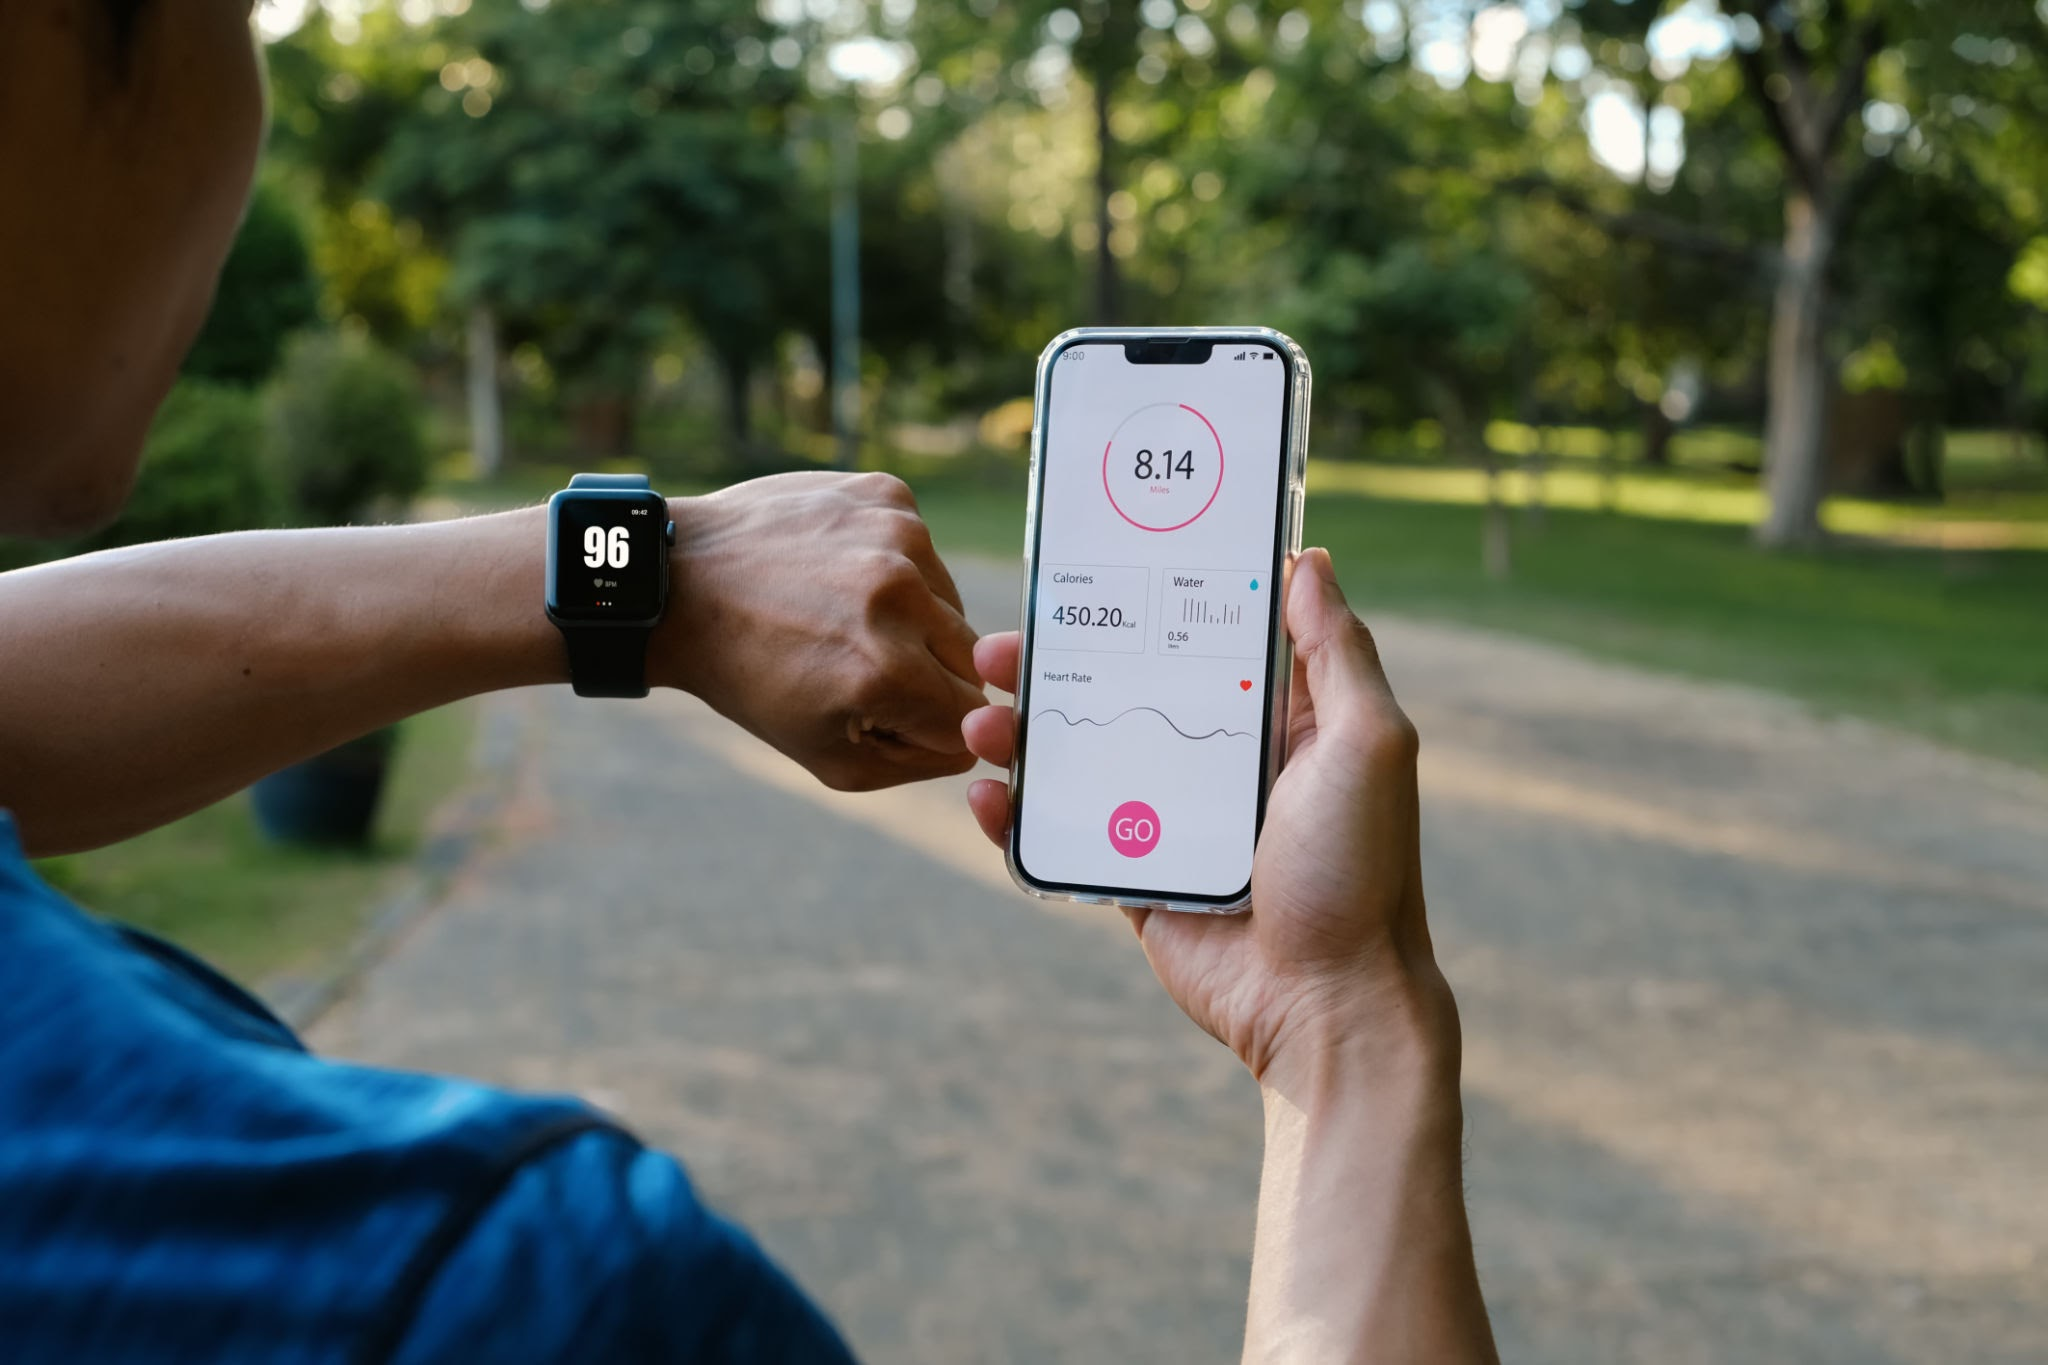 09:42
96
BPM
9:00
8.14
Miles
Calories
450.20 Kcal
Water
0.56
Heart Rate
GO